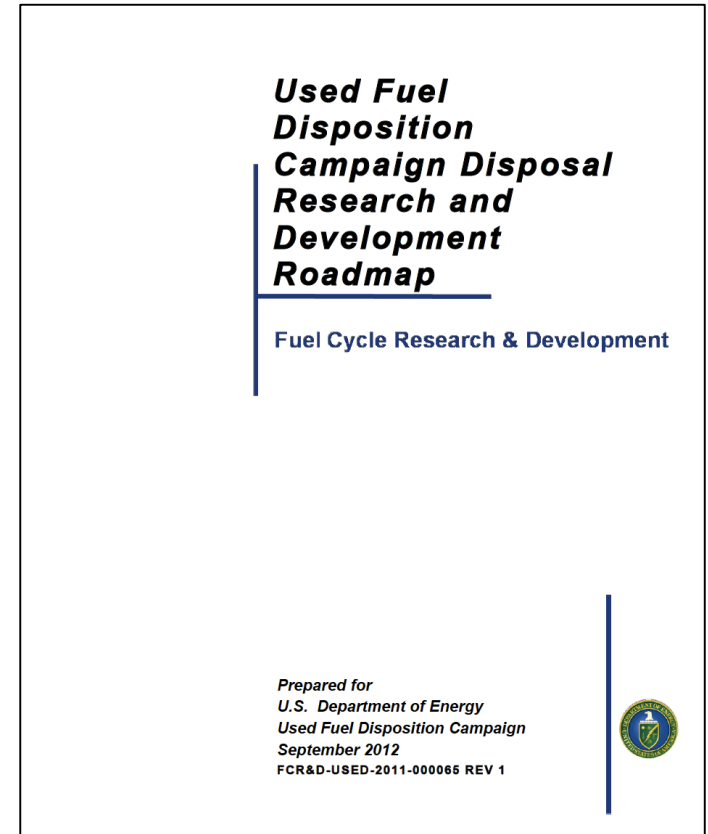 Used Fuel
Disposition
Campaign Disposal
Research and
Development
Roadmap
Fuel Cycle Research & Development
Prepared for
U.S. Department of Energy
Used Fuel Disposition Campaign
September 2012
FCR&D-USED-2011-000065 REV 1